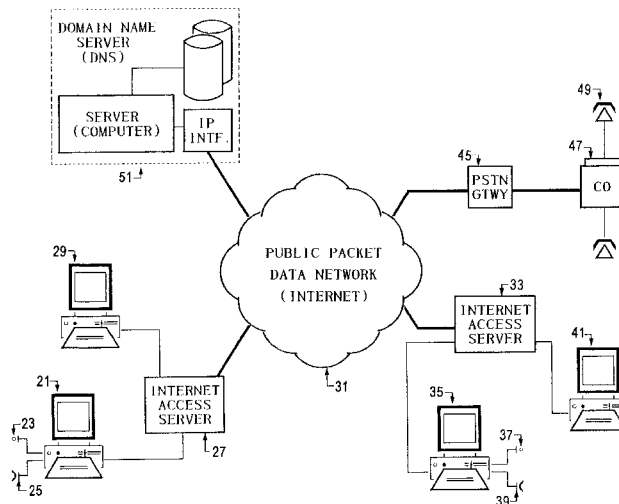 DOMAIN NAME
SERVER
(DNS)
SERVER
(COMPUTER)
IP
INTF.
51
49
47
45
PSTN
GTWY
CO
PUBLIC PACKET
DATA NETWORK
(INTERNET)
31
29
33
INTERNET
ACCESS
SERVER
41
21
23
25
INTERNET
ACCESS
SERVER
27
35
37
39